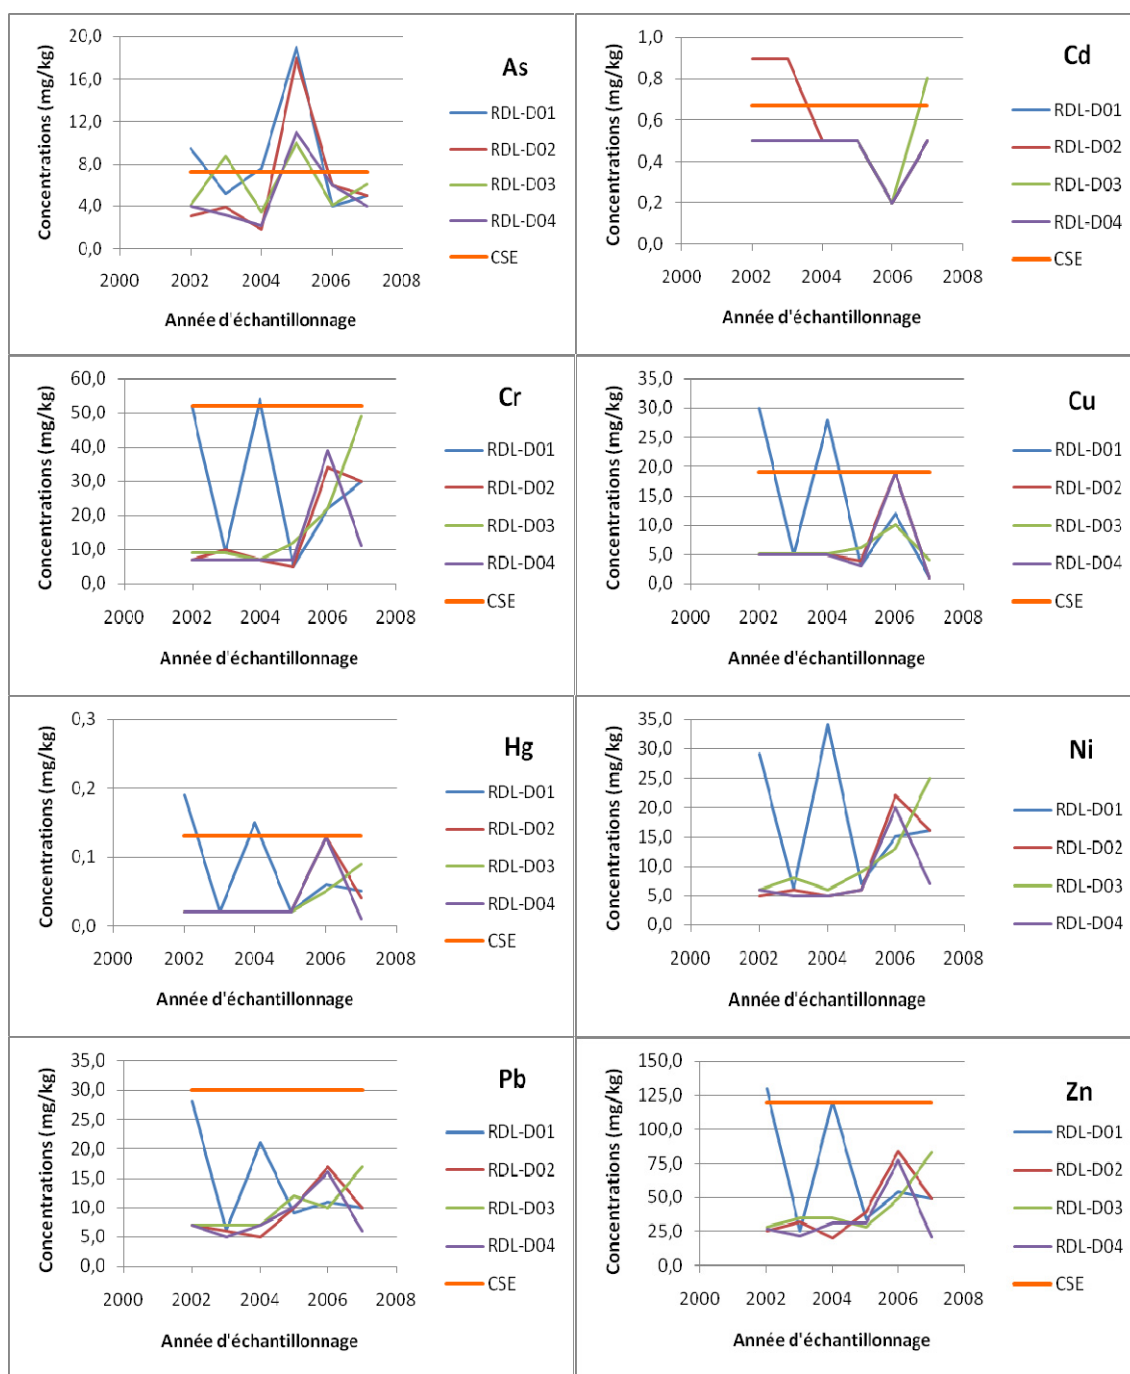 As
Concentrations (mg/kg)
20,0
16,0
12,0
8,0
4,0
0,0
2000 2002 2004 2006 2008
Année d'échantillonnage
RDL-D01
RDL-D02
RDL-D03
RDL-D04
CSE
Cd
Concentrations (mg/kg)
1,0
0,8
0,6
0,4
0,2
0,0
2000 2002 2004 2006 2008
Année d'échantillonnage
RDL-D01
RDL-D02
RDL-D03
RDL-D04
CSE
Cr
Concentrations (mg/kg)
60,0
50,0
40,0
30,0
20,0
10,0
0,0
2000 2002 2004 2006 2008
Année d'échantillonnage
RDL-D01
RDL-D02
RDL-D03
RDL-D04
CSE
Cu
Concentrations (mg/kg)
35,0
30,0
25,0
20,0
15,0
10,0
5,0
0,0
2000 2002 2004 2006 2008
Année d'échantillonnage
RDL-D01
RDL-D02
RDL-D03
RDL-D04
CSE
Hg
Concentrations (mg/kg)
0,3
0,2
0,1
0,0
2000 2002 2004 2006 2008
Année d'échantillonnage
RDL-D01
RDL-D02
RDL-D03
RDL-D04
CSE
Ni
Concentrations (mg/kg)
35,0
30,0
25,0
20,0
15,0
10,0
5,0
0,0
2000 2002 2004 2006 2008
Année d'échantillonnage
RDL-D01
RDL-D02
RDL-D03
RDL-D04
Pb
Concentrations (mg/kg)
35,0
30,0
25,0
20,0
15,0
10,0
5,0
0,0
2000 2002 2004 2006 2008
Année d'échantillonnage
RDL-D01
RDL-D02
RDL-D03
RDL-D04
CSE
Zn
Concentrations (mg/kg)
150,0
125,0
100,0
75,0
50,0
25,0
0,0
2000 2002 2004 2006 2008
Année d'échantillonnage
RDL-D01
RDL-D02
RDL-D03
RDL-D04
CSE